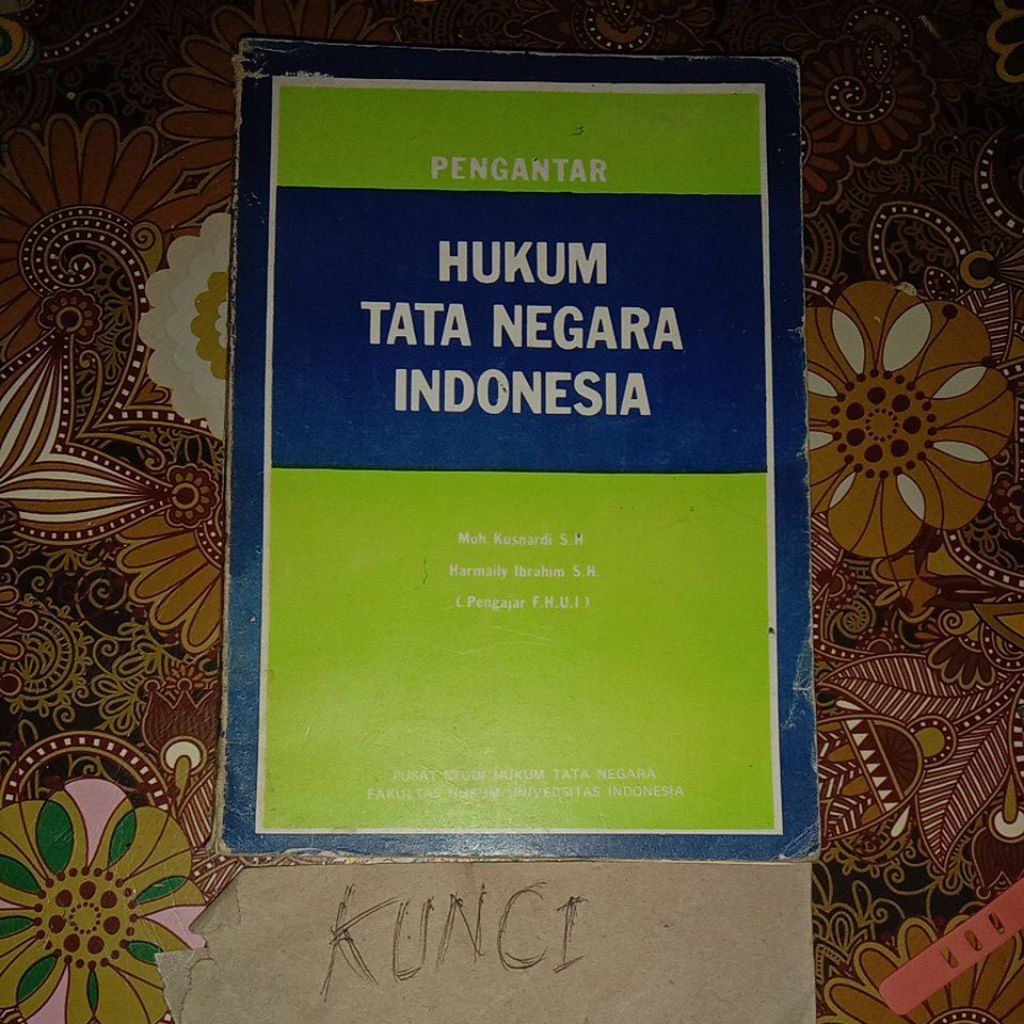 PENGANTAR
HUKUM
TATA NEGARA
INDONESIA
Moh Kusnardi S.H
Harmaily Ibrahim S.H.
( Pengajar F.H.U.I )
PUSAT STUDI HUKUM TATA NEGARA
FAKULTAS HUKUM UNIVERSITAS INDONESIA
KUNCI